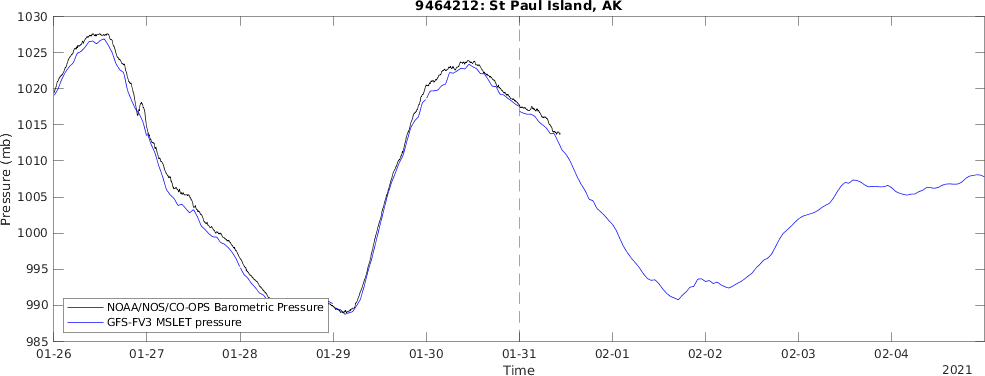 9464212: St Paul Island, AK
Pressure (mb)
1030
1025
1020
1015
1010
1005
1000
995
990
985
NOAA/NOS/CO-OPS Barometric Pressure
GFS-FV3 MSLET pressure
01-26 01-27 01-28 01-29 01-30 01-31 02-01 02-02 02-03 02-04
Time
2021